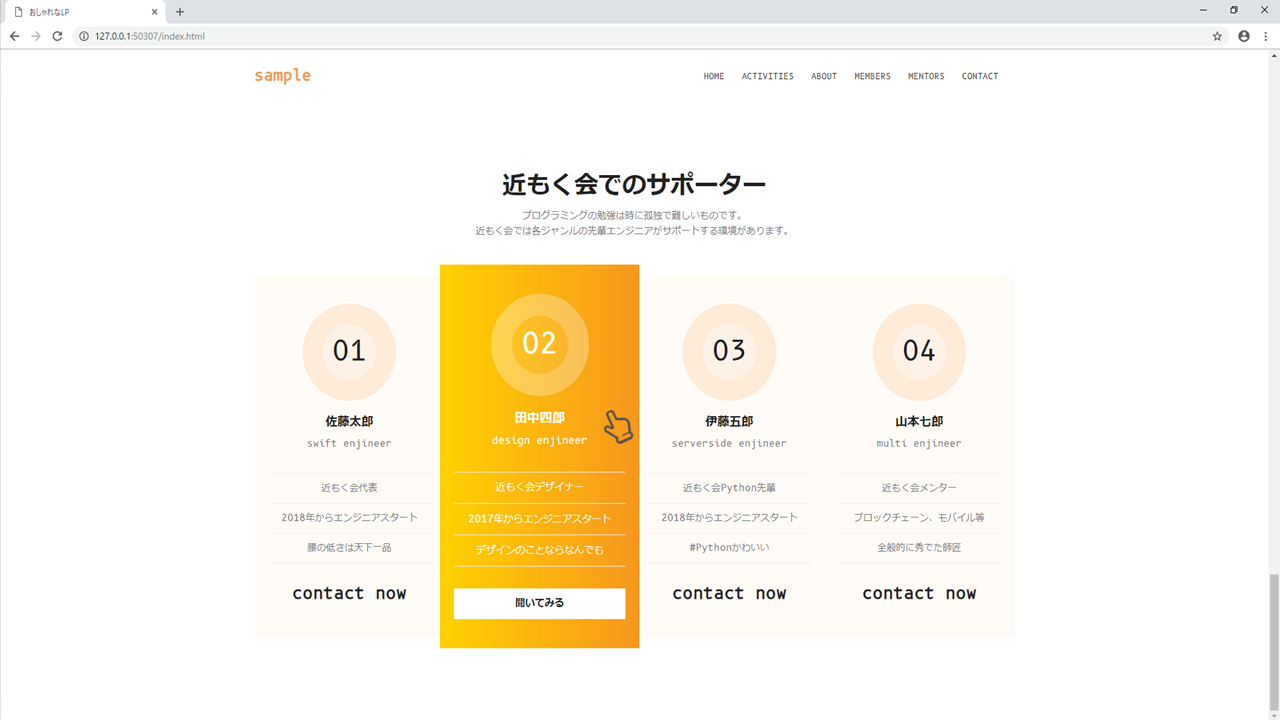 おしゃれなLP
127.0.0.1:50307/index.html
sample
HOME ACTIVITIES ABOUT MEMBERS MENTORS CONTACT
近もく会でのサポーター
プログラミングの勉強は時に孤独で難しいものです。
近もく会では各ジャンルの先輩エンジニアがサポートする環境があります。
01
佐藤太郎
swift enjineer
近もく会代表
2018年からエンジニアスタート
腰の低さは天下一品
contact now
02
田中四郎
design enjineer
近もく会デザイナー
2017年からエンジニアスタート
デザインのことならなんでも
聞いてみる
03
伊藤五郎
serverside enjineer
近もく会Python先輩
2018年からエンジニアスタート
#Pythonかわいい
contact now
04
山本七郎
multi enjineer
近もく会メンター
ブロックチェーン、モバイル等
全般的に秀でた師匠
contact now